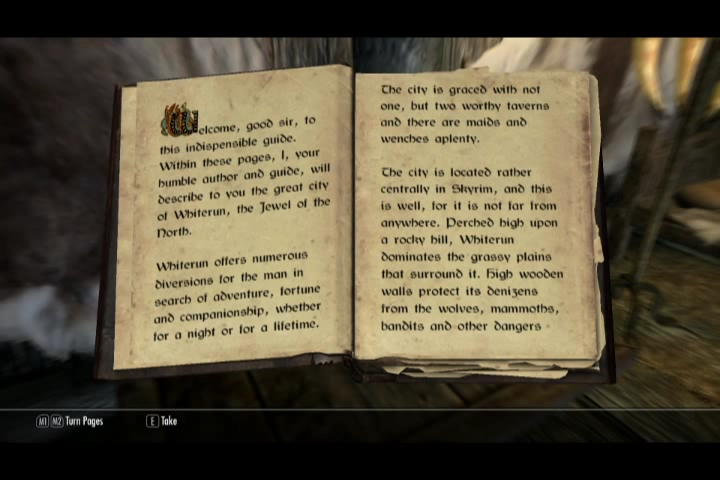 Welcome, good sir, to
this indispensible guide.
Within these pages, I, your
humble author and guide, will
describe to you the great city
of Whiterun, the Jewel of the
North.
Whiterun offers numerous
diversions for the man in
search of adventure, fortune
and companionship, whether
for a night or for a lifetime.
The city is graced with not
one, but two worthy taverns
and there are maids and
wenches aplenty.
The city is located rather
centrally in Skyrim, and this
is well, for it is not far from
anywhere. Perched high upon
a rocky hill, Whiterun
dominates the grassy plains
that surround it. High wooden
walls protect its denizens
from the wolves, mammoths,
bandits and other dangers
M1 M2 Turn Pages
E Take